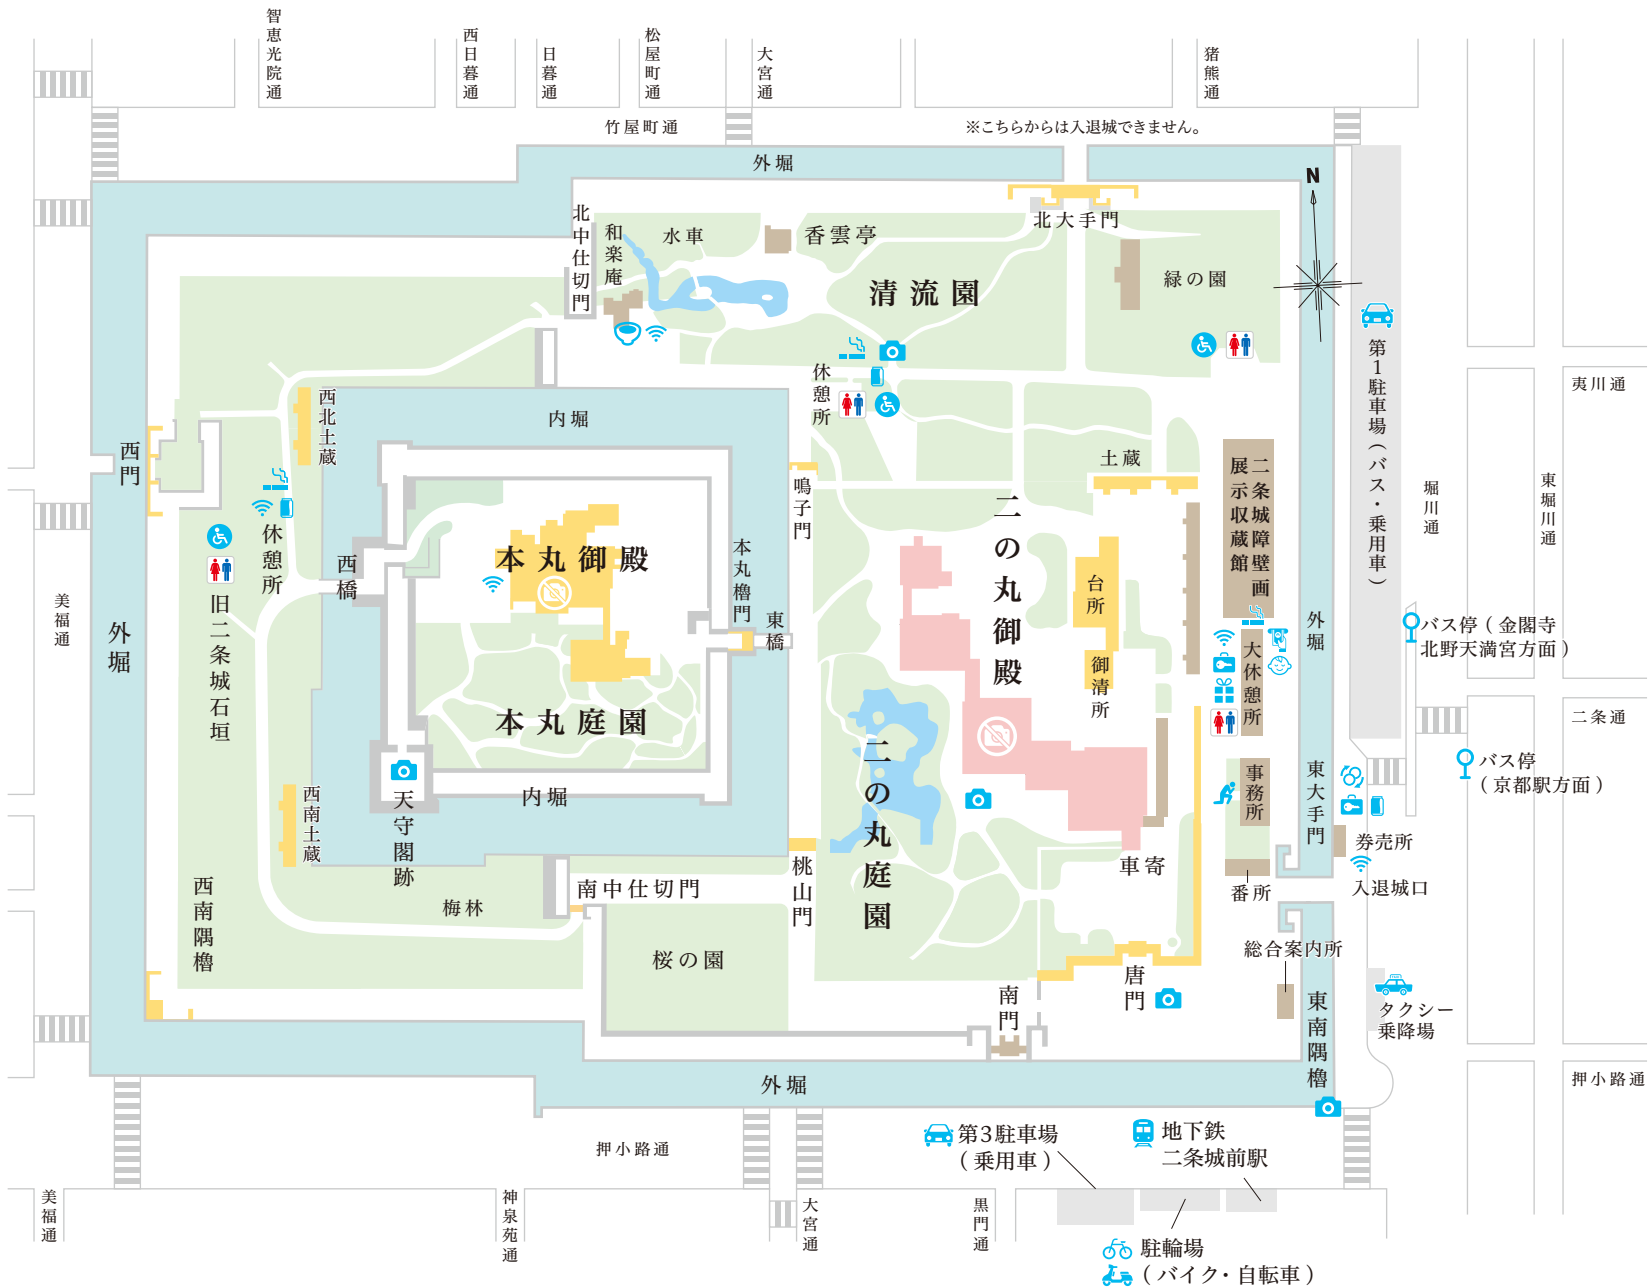 智恵光院通
西日暮通
日暮通
松屋町通
大宮通
猪熊通
竹屋町通
※こちらからは入退城できません。
外堀
N
北中仕切門
和楽庵
水車
香雲亭
北大手門
清流園
緑の園
休憩所
第1駐車場（バス・乗用車）
夷川通
西北土蔵
内堀
西門
休憩所
旧二条城石垣
西橋
本丸御殿
本丸櫓門
東橋
鳴子門
土蔵
二の丸御殿
台所
御清所
二条城障壁画
展示収蔵館
大休憩所
外堀
堀川通
東堀川通
バス停（金閣寺
北野天満宮方面）
美福通
外堀
本丸庭園
二の丸庭園
二条通
バス停
（京都駅方面）
事務所
東大手門
券売所
入退城口
西南土蔵
天守閣跡
内堀
桃山門
車寄
番所
西南隅櫓
梅林
南中仕切門
桜の園
総合案内所
南門
唐門
東南隅櫓
タクシー
乗降場
外堀
押小路通
押小路通
第3駐車場
（乗用車）
地下鉄
二条城前駅
美福通
神泉苑通
大宮通
黒門通
駐輪場
（バイク・自転車）